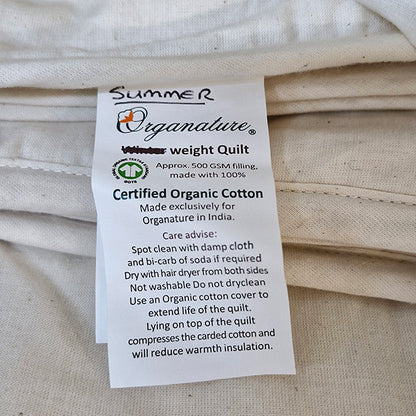 SUMMER
Organature®
Winter weight Quilt
Approx. 500 GSM filling,
made with 100%
GOTS
Certified Organic Cotton
Made exclusively for
Organature in India.
Care advise:
Spot clean with damp cloth
and bi-carb of soda if required
Dry with hair dryer from both sides
Not washable Do not dryclean
Use an Organic cotton cover to
extend life of the quilt.
Lying on top of the quilt
compresses the carded cotton and
will reduce warmth insulation.